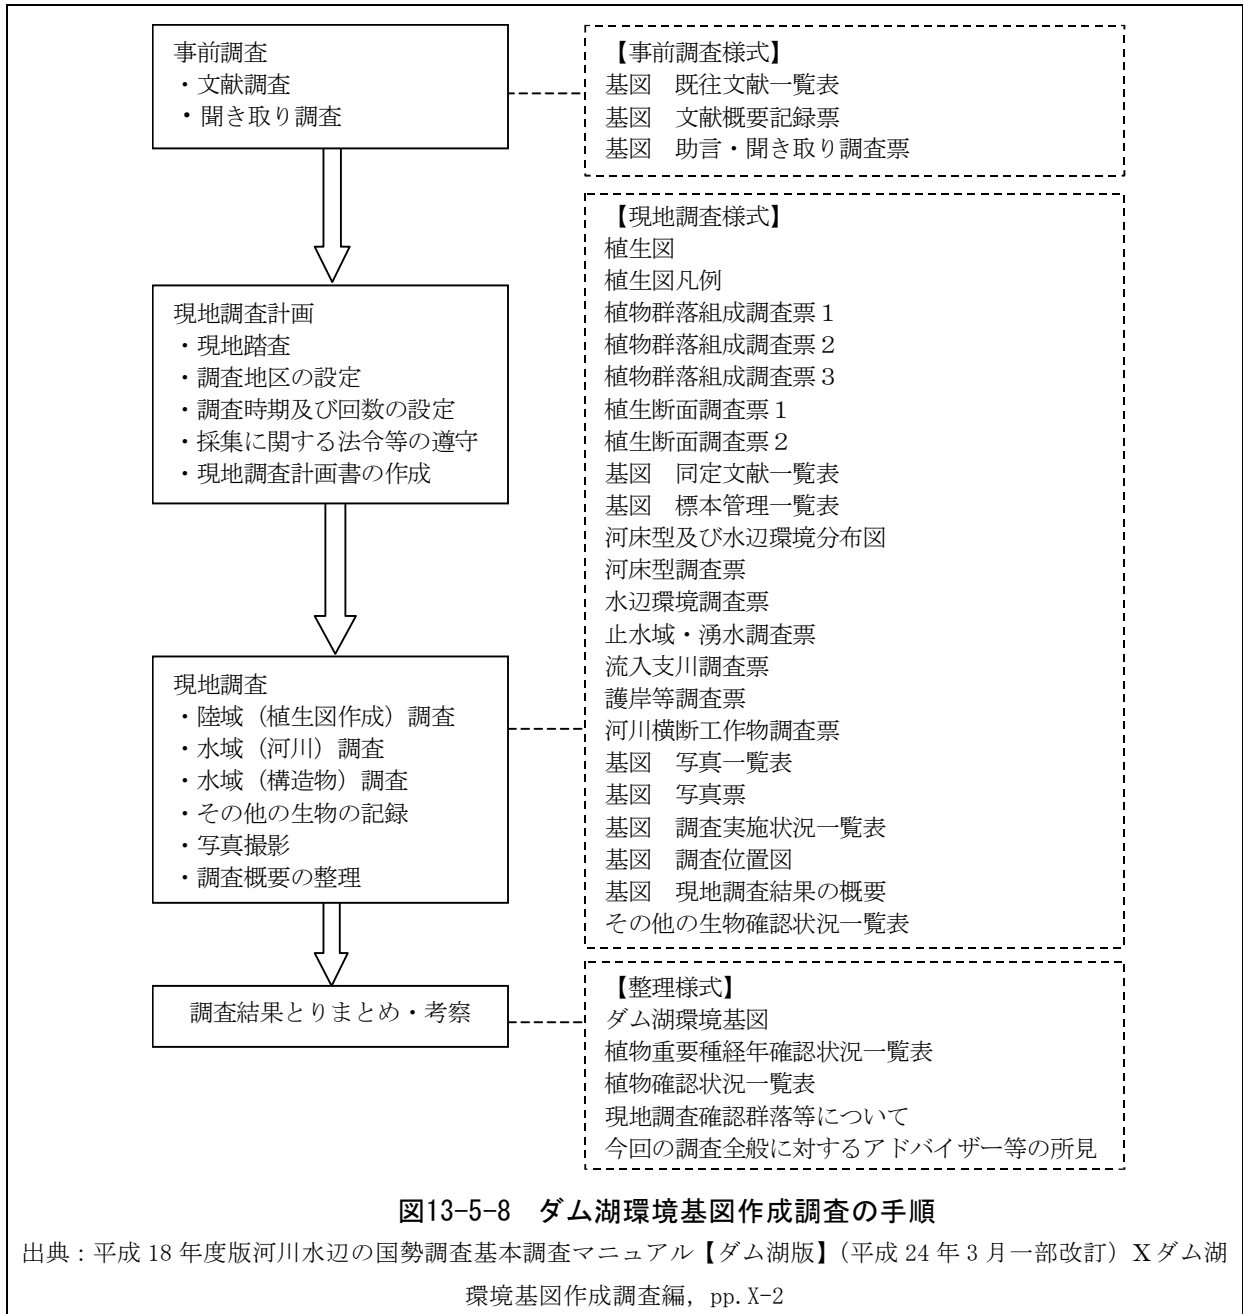 事前調査
・文献調査
・聞き取り調査
【事前調査様式】
基図　既往文献一覧表
基図　文献概要記録票
基図　助言・聞き取り調査票
現地調査計画
・現地踏査
・調査地区の設定
・調査時期及び回数の設定
・採集に関する法令等の遵守
・現地調査計画書の作成
【現地調査様式】
植生図
植生図凡例
植物群落組成調査票１
植物群落組成調査票２
植物群落組成調査票３
植生断面調査票１
植生断面調査票２
基図　同定文献一覧表
基図　標本管理一覧表
河床型及び水辺環境分布図
河床型調査票
水辺環境調査票
止水域・湧水調査票
流入支川調査票
護岸等調査票
河川横断工作物調査票
基図　写真一覧表
基図　写真票
基図　調査実施状況一覧表
基図　調査位置図
基図　現地調査結果の概要
その他の生物確認状況一覧表
現地調査
・陸域（植生図作成）調査
・水域（河川）調査
・水域（構造物）調査
・その他の生物の記録
・写真撮影
・調査概要の整理
調査結果とりまとめ・考察
【整理様式】
ダム湖環境基図
植物重要種経年確認状況一覧表
植物確認状況一覧表
現地調査確認群落等について
今回の調査全般に対するアドバイザー等の所見
図13-5-8　ダム湖環境基図作成調査の手順
出典：平成 18 年度版河川水辺の国勢調査基本調査マニュアル【ダム湖版】（平成 24 年 3 月一部改訂）Ⅹダム湖
環境基図作成調査編, pp.X-2